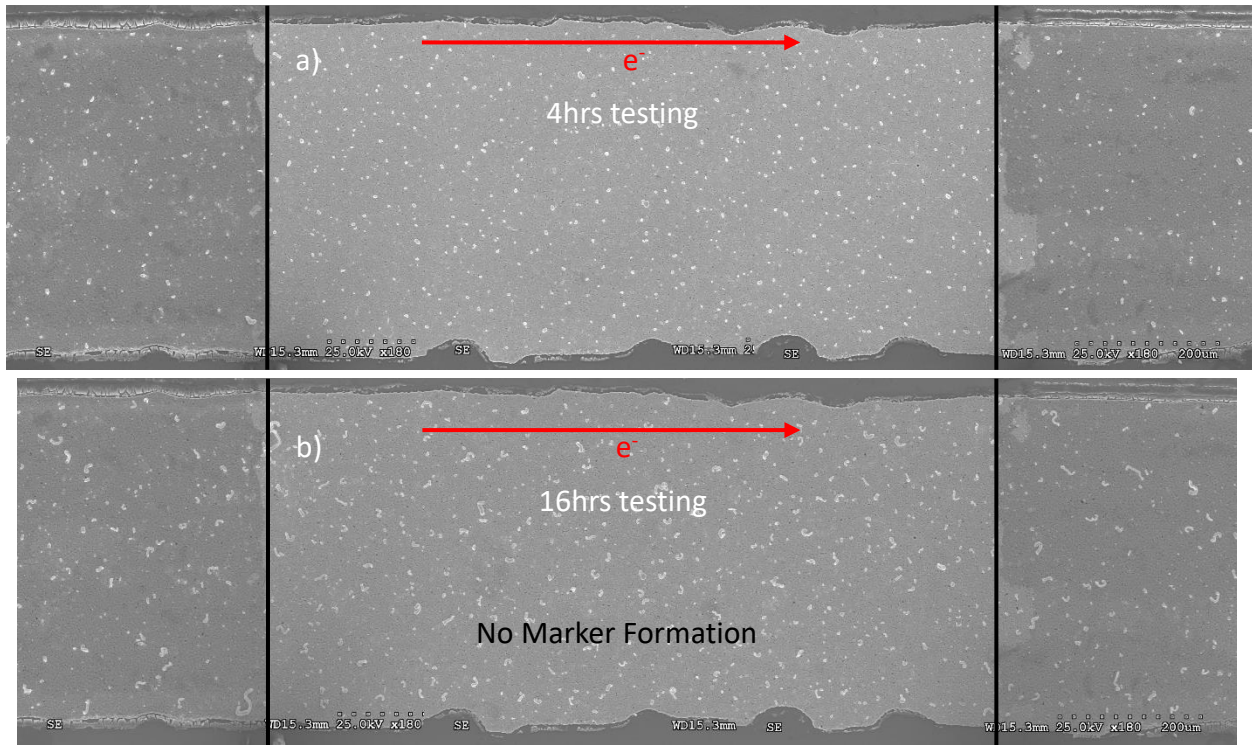 a)
e⁻
4hrs testing
SE
WD15.3mm 25.0kV x180
SE
WD15.3mm 25
SE
WD15.3mm 25.0kV x180 200um
b)
e⁻
16hrs testing
No Marker Formation
SE
WD15.3mm 25.0kV x180
SE
WD15.3mm
SE
WD15.3mm 25.0kV x180 200um